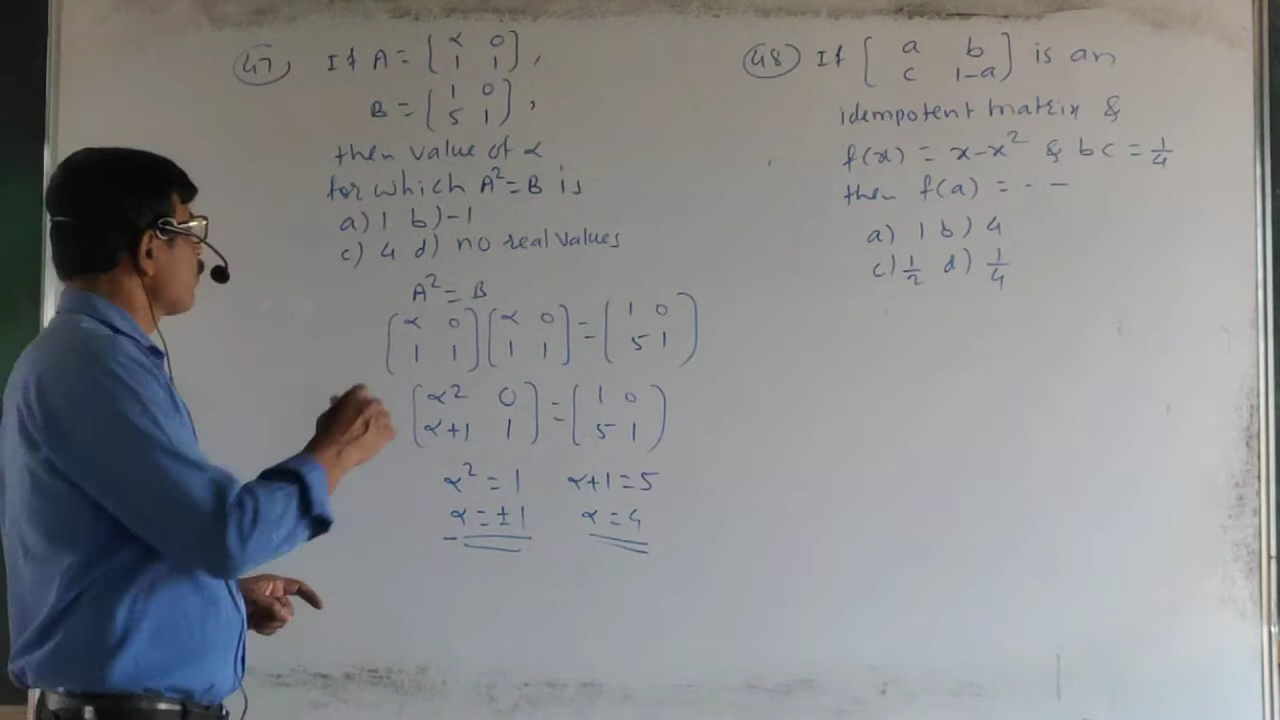 47) If A = [α 0
1 1],
B = [1 0
5 1],
then value of α
for which A² = B is
a) 1 b) -1
c) 4 d) no real values
A² = B
[α 0 [α 0 = [1 0
1 1] 1 1] 5 1]
[α² 0 = [1 0
α+1 1] 5 1]
α² = 1 α+1 = 5
α = ±1 α = 4
48) If [a b
c 1-a] is an
idempotent matrix &
f(x) = x-x² & bc = 1/4
then f(a) = - - -
a) 1 b) 4
c) 1/2 d) 1/4